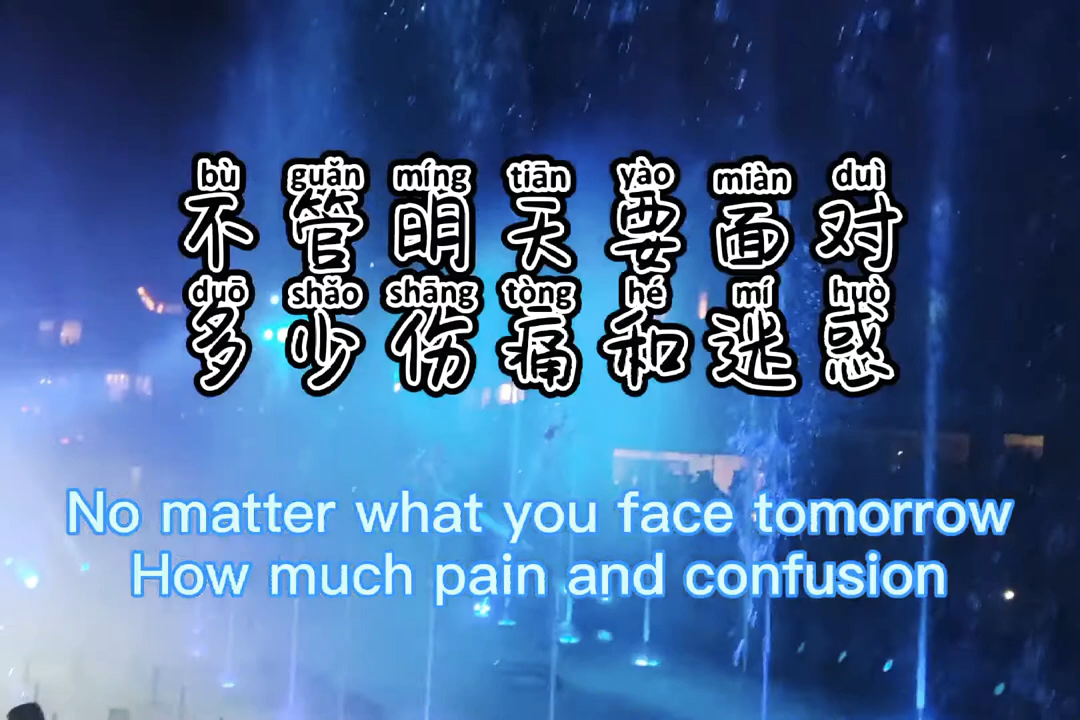 bù guǎn míng tiān yào miàn duì
不管明天要面对
duō shǎo shāng tòng hé mí huò
多少伤痛和迷惑
No matter what you face tomorrow
How much pain and confusion